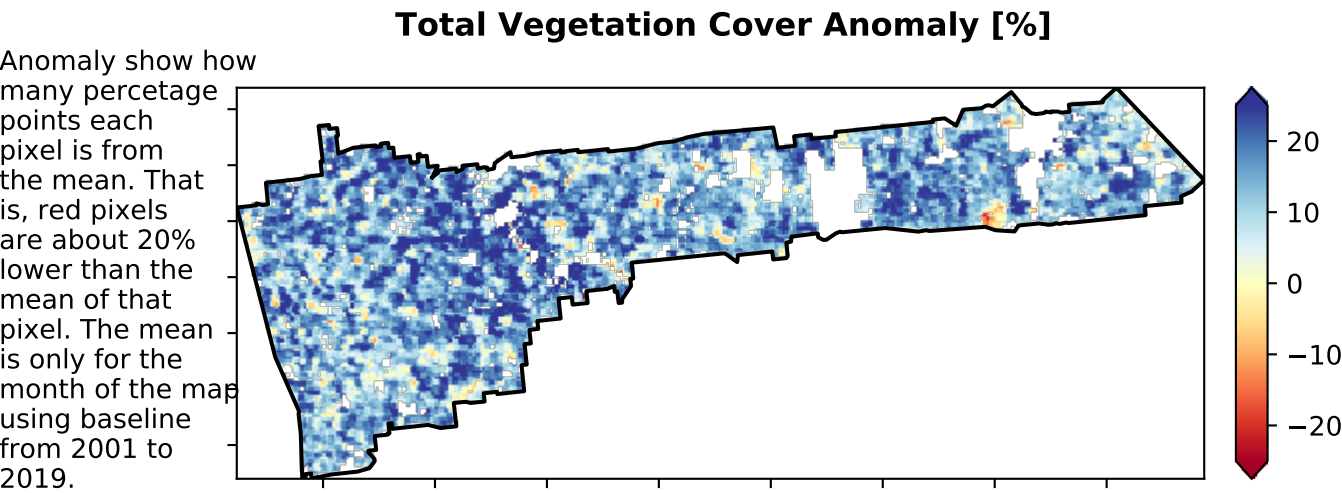 Total Vegetation Cover Anomaly [%]
Anomaly show how
many percetage
points each
pixel is from
the mean. That
is, red pixels
are about 20%
lower than the
mean of that
pixel. The mean
is only for the
month of the map
using baseline
from 2001 to
2019.
20
10
0
−10
−20